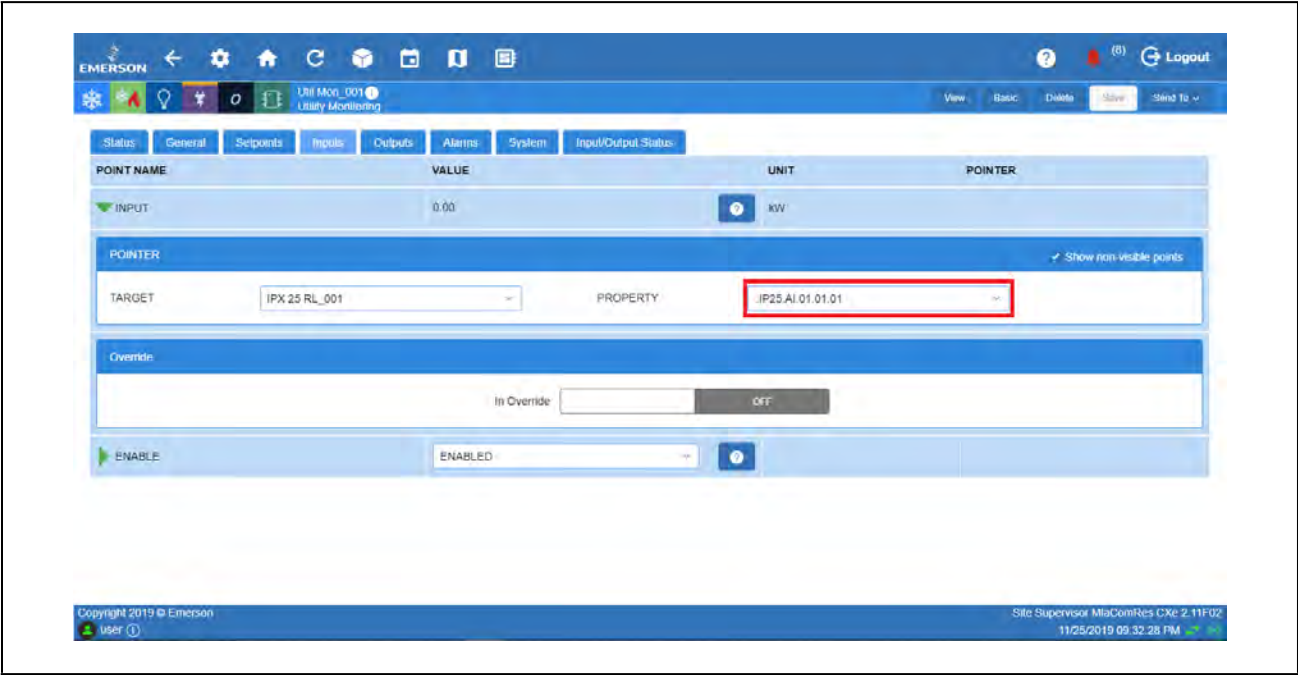 EMERSON
(8)
Logout
o
Util Mon_001
Utility Monitoring
View Basic Delete Save Send To
Status General Setpoints Inputs Outputs Alarms System Input/Output Status
POINT NAME VALUE UNIT POINTER
INPUT 0.00 ? kW
POINTER Show non-visible points
TARGET IPX 25 RL_001 PROPERTY .IP25.AI.01.01.01
Override
In Override OFF
ENABLE ENABLED ?
Copyright 2019 © Emerson Site Supervisor MiaComRes CXe 2.11F02
user 11/25/2019 09:32:28 PM